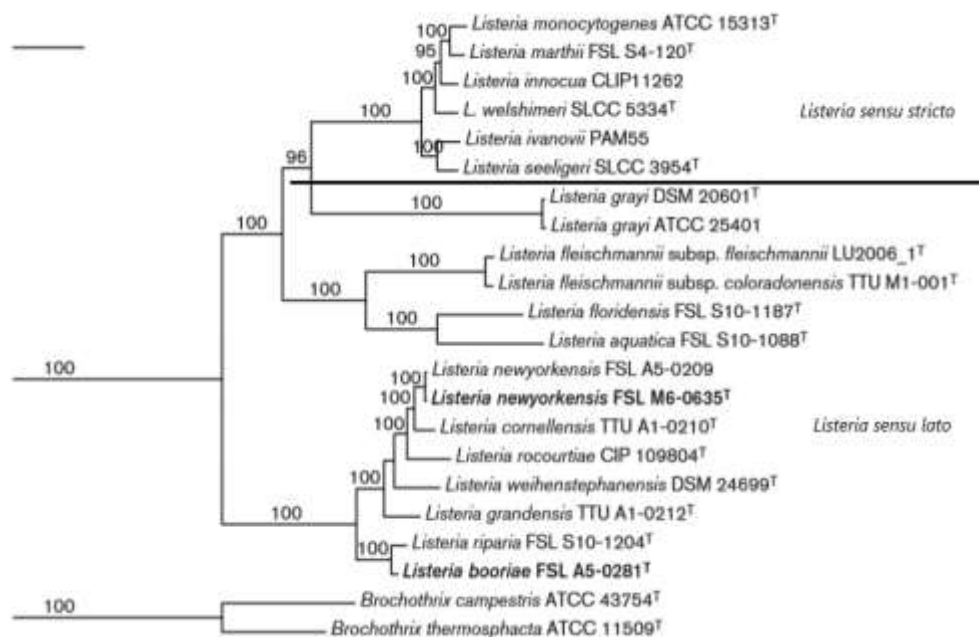 100
Listeria monocytogenes ATCC 15313ᵀ
95
Listeria marthii FSL S4-120ᵀ
100
Listeria innocua CLIP11262
100
L. welshimeri SLCC 5334ᵀ
Listeria sensu stricto
100
Listeria ivanovii PAM55
96
Listeria seeligeri SLCC 3954ᵀ
100
Listeria grayi DSM 20601ᵀ
100
Listeria grayi ATCC 25401
100
Listeria fleischmannii subsp. fleischmannii LU2006_1ᵀ
100
Listeria fleischmannii subsp. coloradonensis TTU M1-001ᵀ
100
Listeria floridensis FSL S10-1187ᵀ
100
Listeria aquatica FSL S10-1088ᵀ
100
Listeria newyorkensis FSL A5-0209
100
Listeria newyorkensis FSL M6-0635ᵀ
100
Listeria cornellensis TTU A1-0210ᵀ
Listeria sensu lato
100
Listeria rocourtiae CIP 109804ᵀ
100
Listeria weihenstephanensis DSM 24699ᵀ
100
Listeria grandensis TTU A1-0212ᵀ
Listeria riparia FSL S10-1204ᵀ
100
Listeria booriae FSL A5-0281ᵀ
100
Brochothrix campestris ATCC 43754ᵀ
Brochothrix thermosphacta ATCC 11509ᵀ